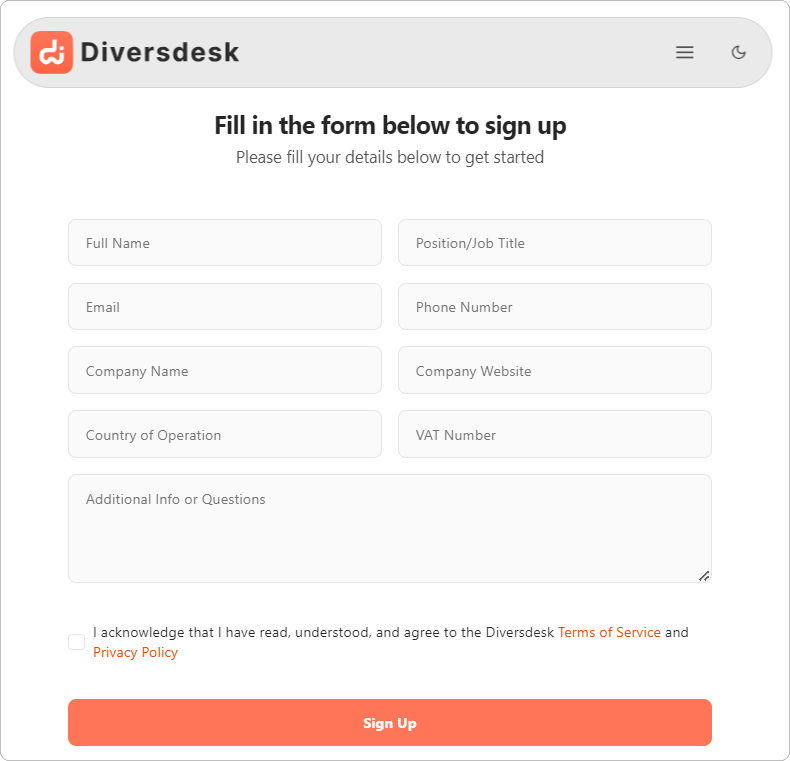 Diversdesk
Fill in the form below to sign up
Please fill your details below to get started
Full Name
Position/Job Title
Email
Phone Number
Company Name
Company Website
Country of Operation
VAT Number
Additional Info or Questions
I acknowledge that I have read, understood, and agree to the Diversdesk Terms of Service and
Privacy Policy
Sign Up